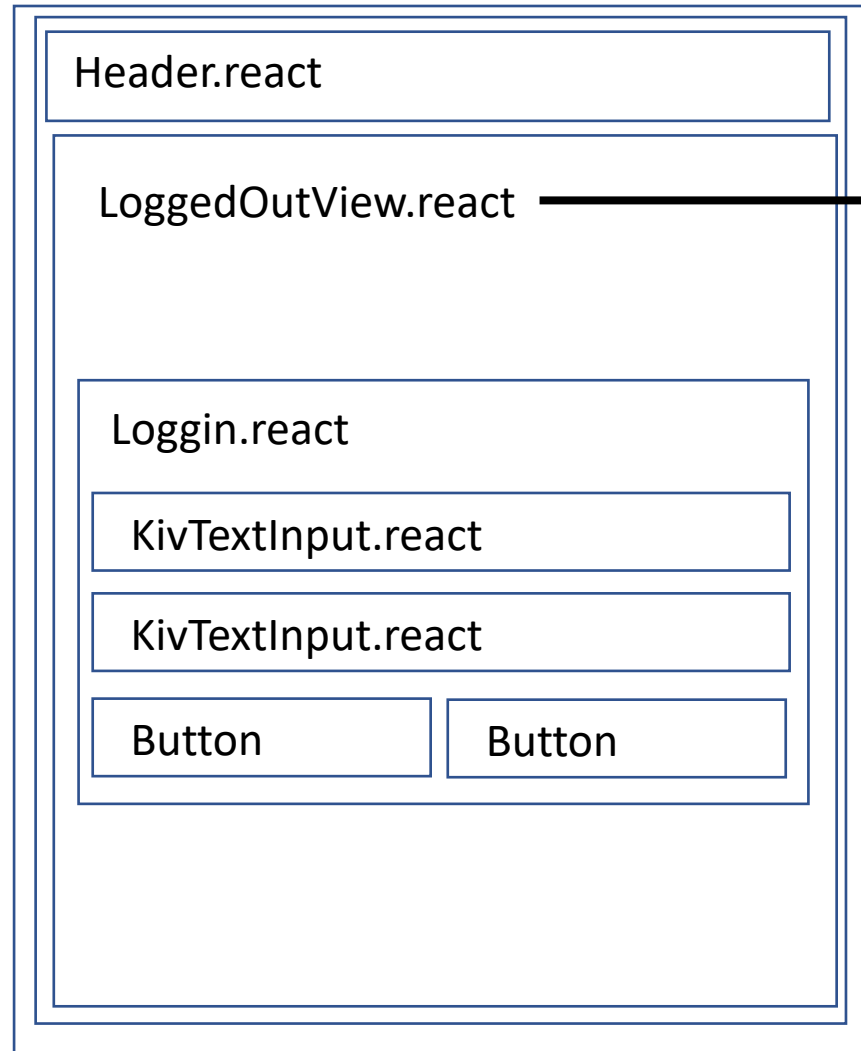 Header.react
LoggedOutView.react
Loggin.react
KivTextInput.react
KivTextInput.react
Button
Button